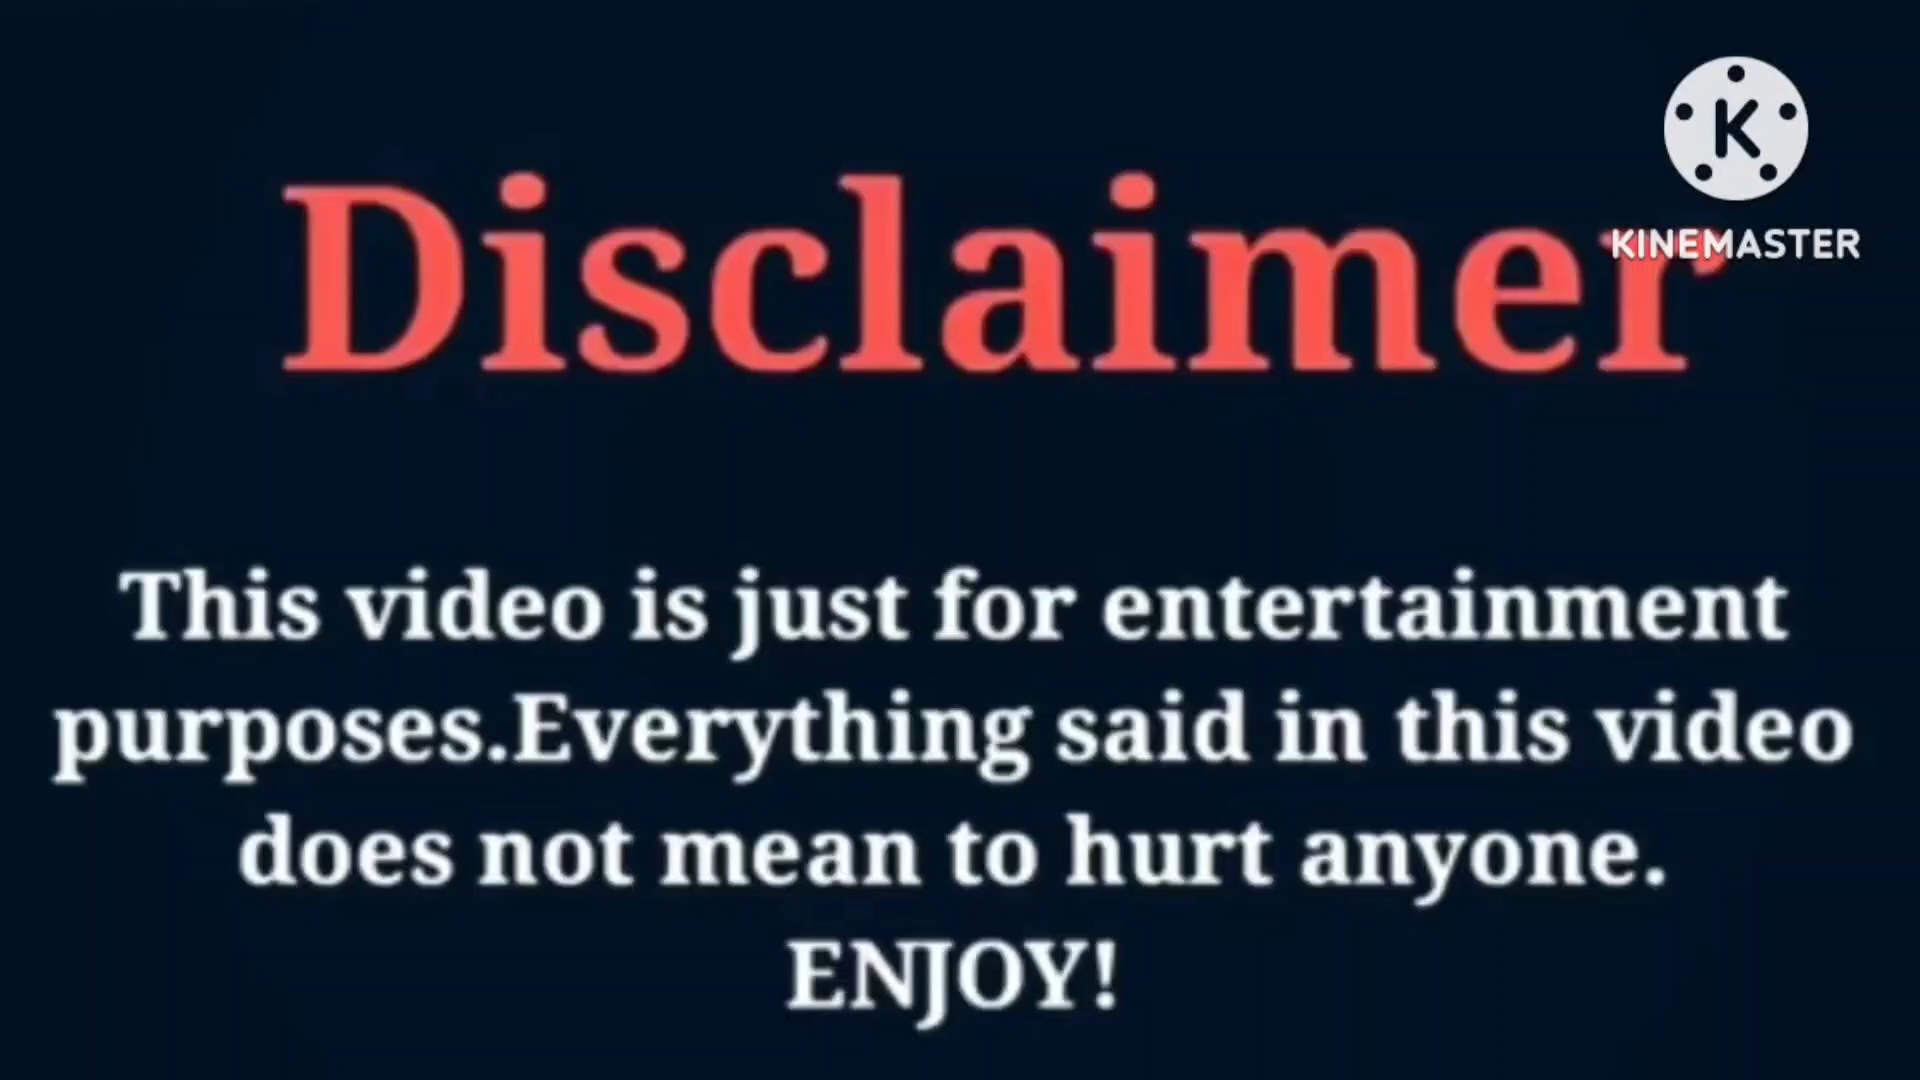 K
KINEMASTER
Disclaimer
This video is just for entertainment
purposes.Everything said in this video
does not mean to hurt anyone.
ENJOY!